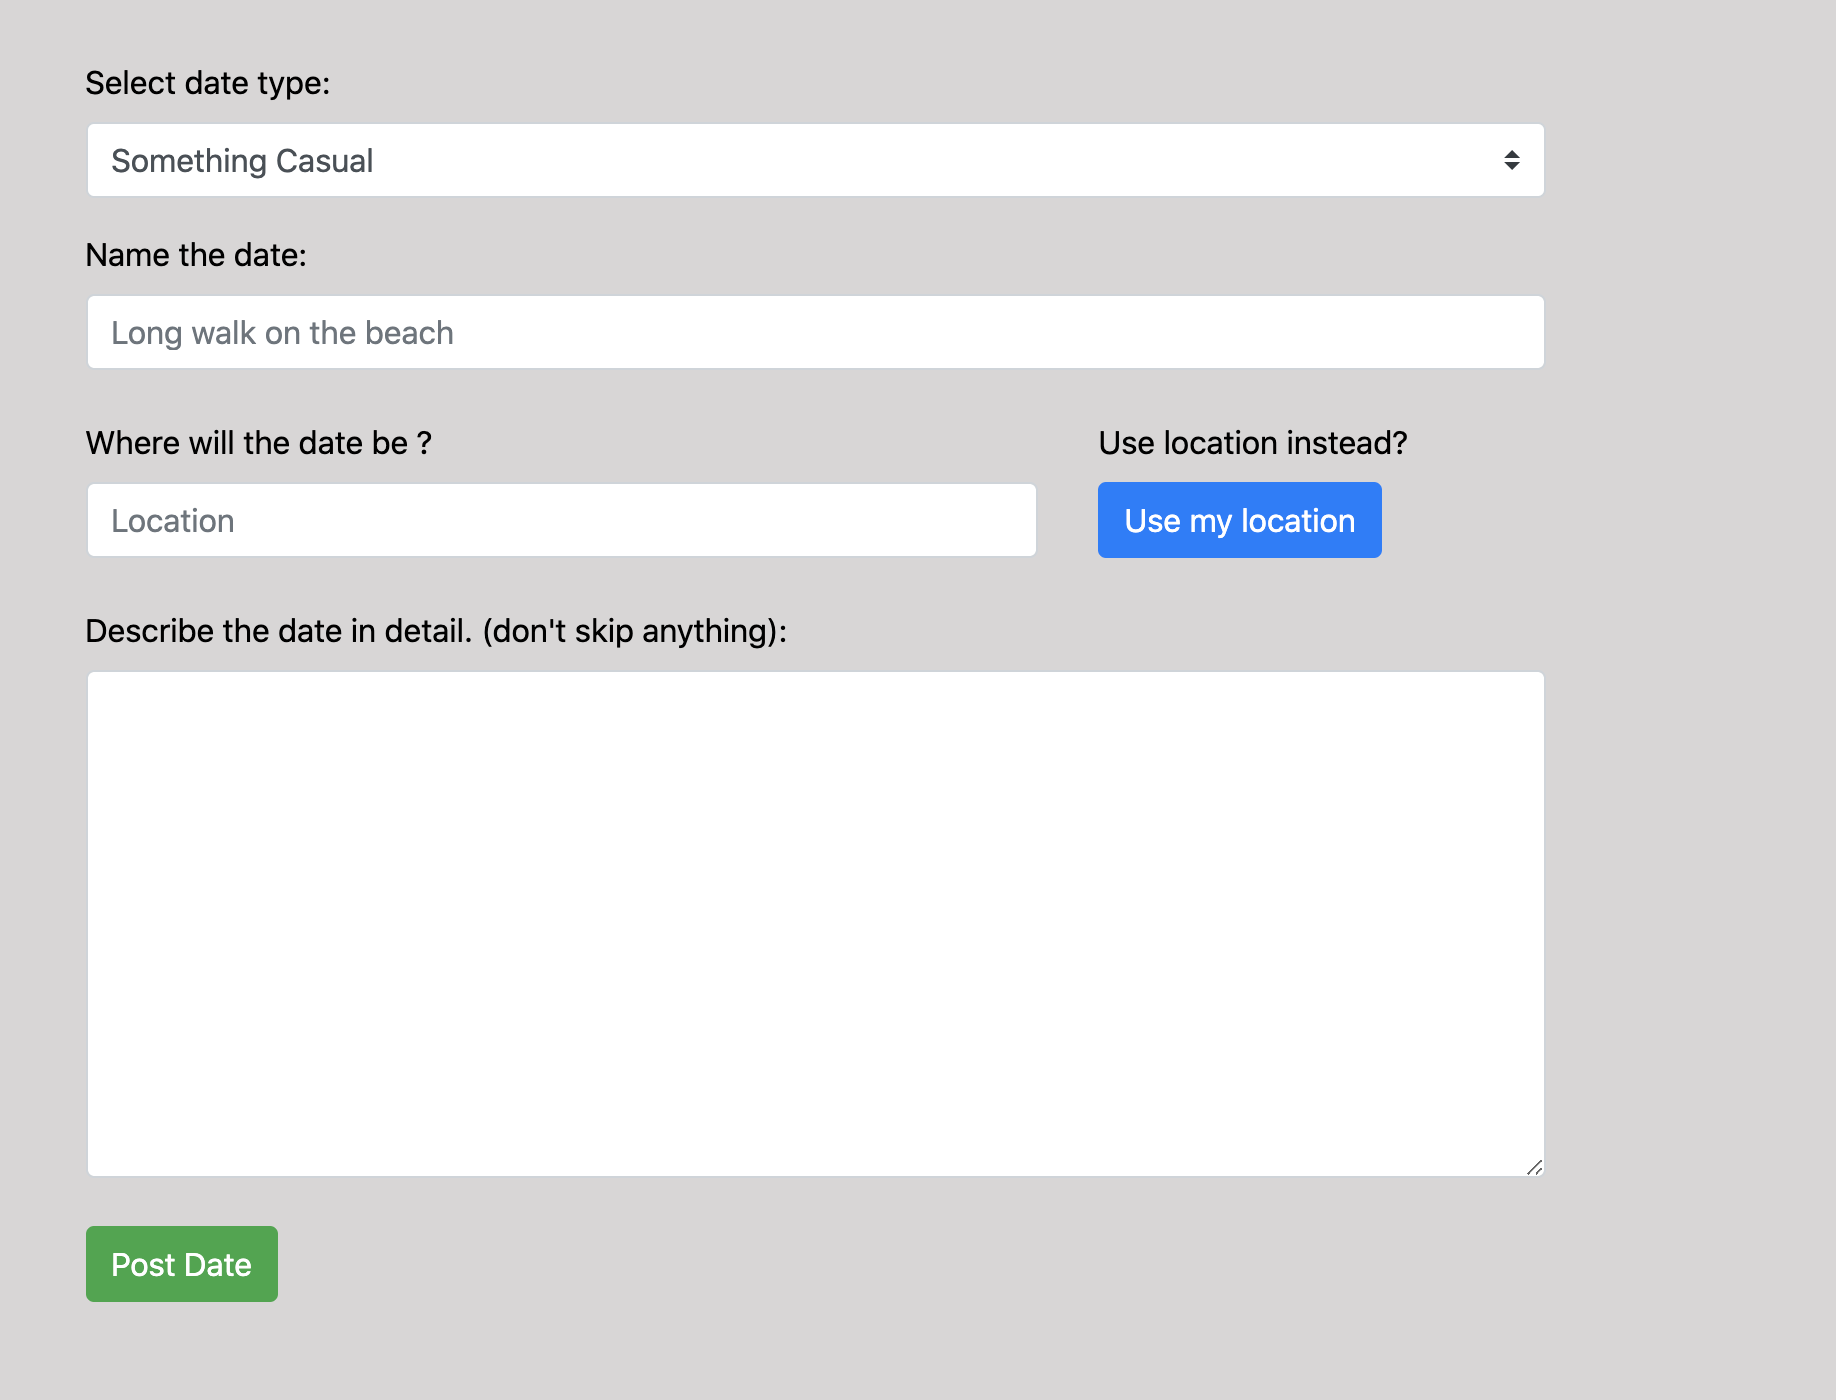 Select date type:
Something Casual
Name the date:
Long walk on the beach
Where will the date be ?
Use location instead?
Location
Use my location
Describe the date in detail. (don't skip anything):
Post Date